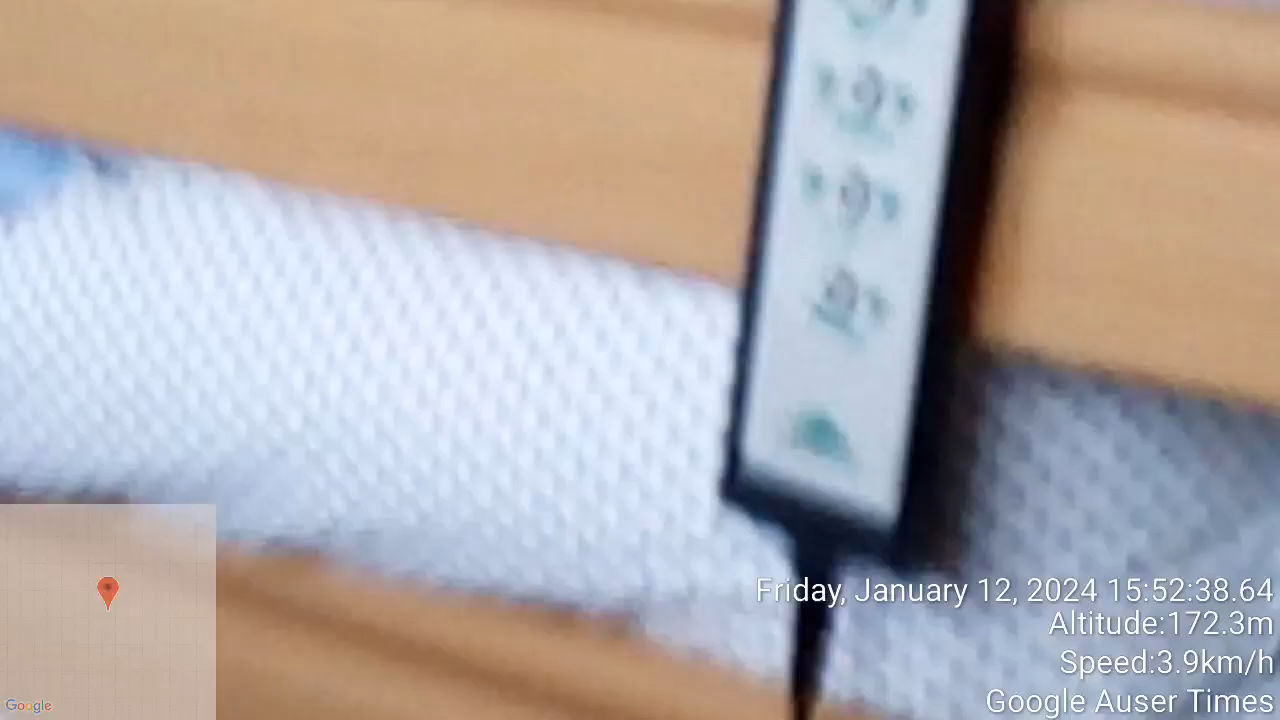 Friday, January 12, 2024 15:52:38.64
Altitude:172.3m
Speed:3.9km/h
Google Auser Times
Google